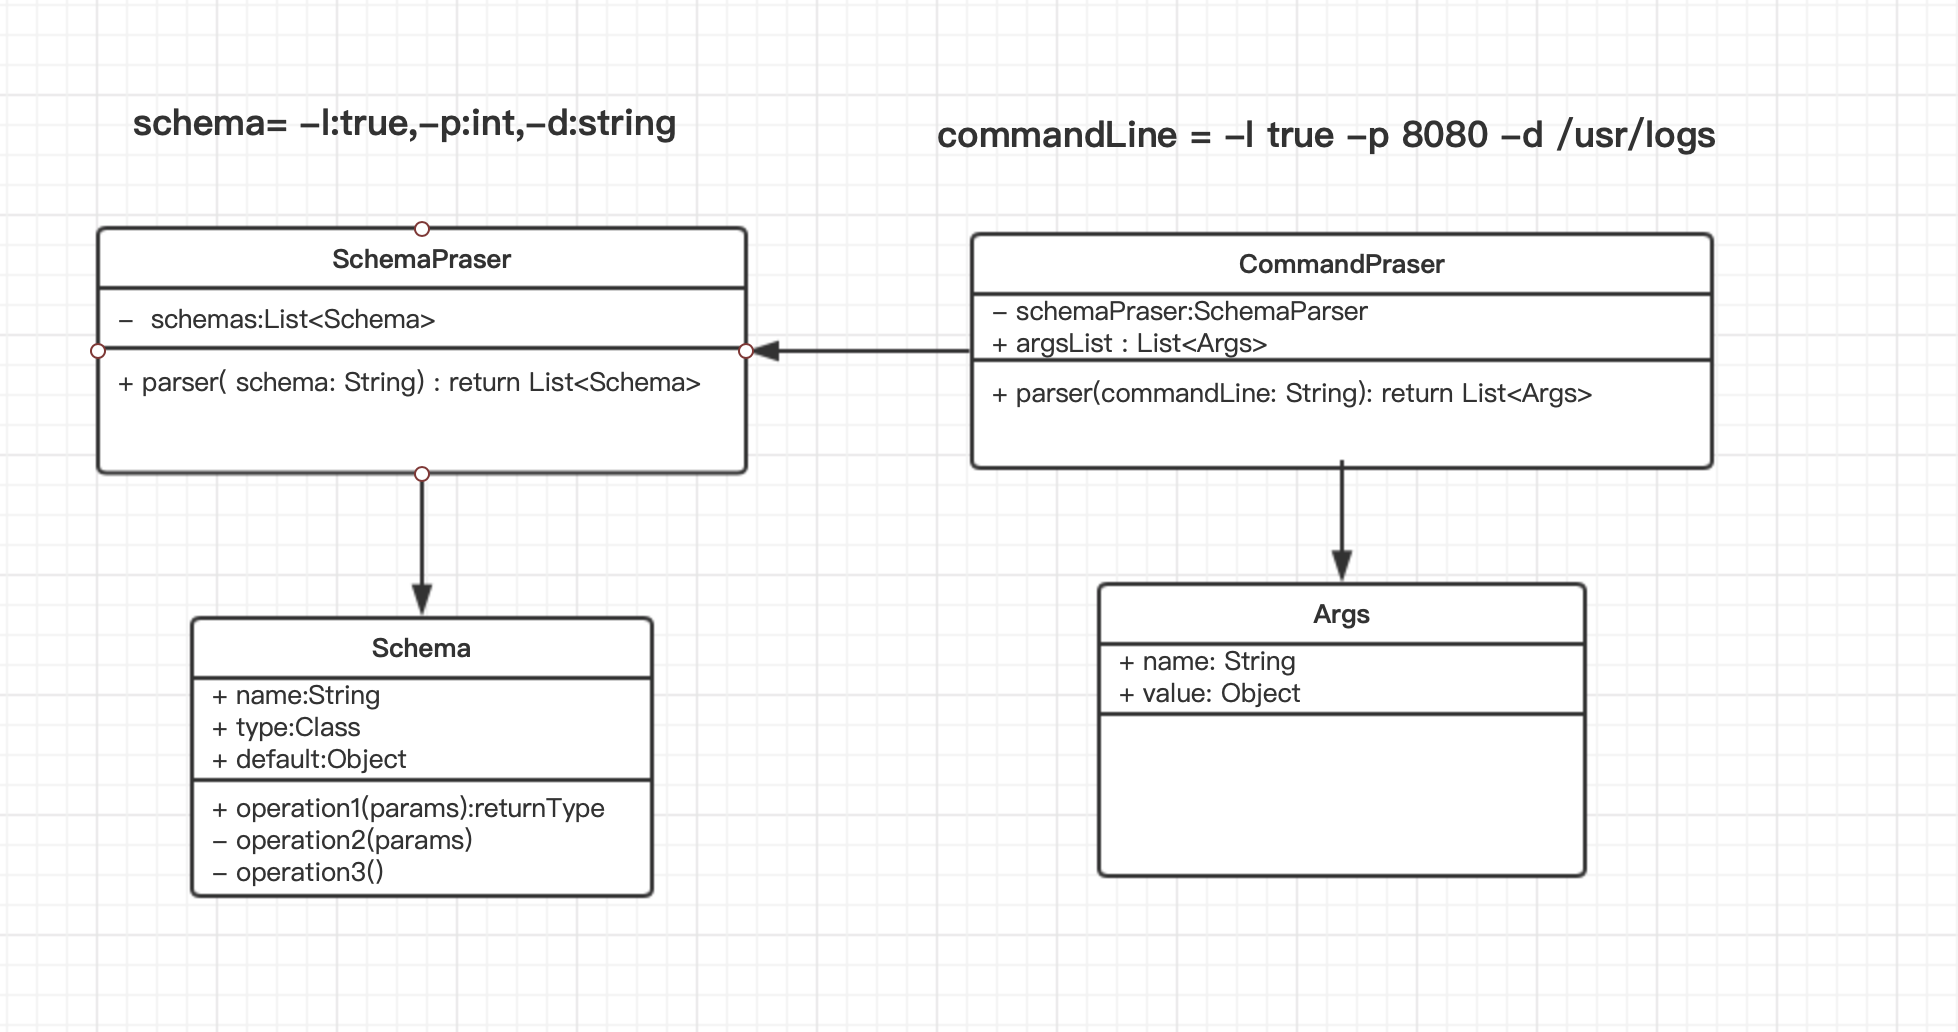 schema= –l:true,–p:int,–d:string
commandLine = –l true –p 8080 –d /usr/logs
SchemaPraser
– schemas:List<Schema>
+ parser( schema: String) : return List<Schema>
CommandPraser
– schemaPraser:SchemaParser
+ argsList : List<Args>
+ parser(commandLine: String): return List<Args>
Schema
+ name:String
+ type:Class
+ default:Object
+ operation1(params):returnType
– operation2(params)
– operation3()
Args
+ name: String
+ value: Object